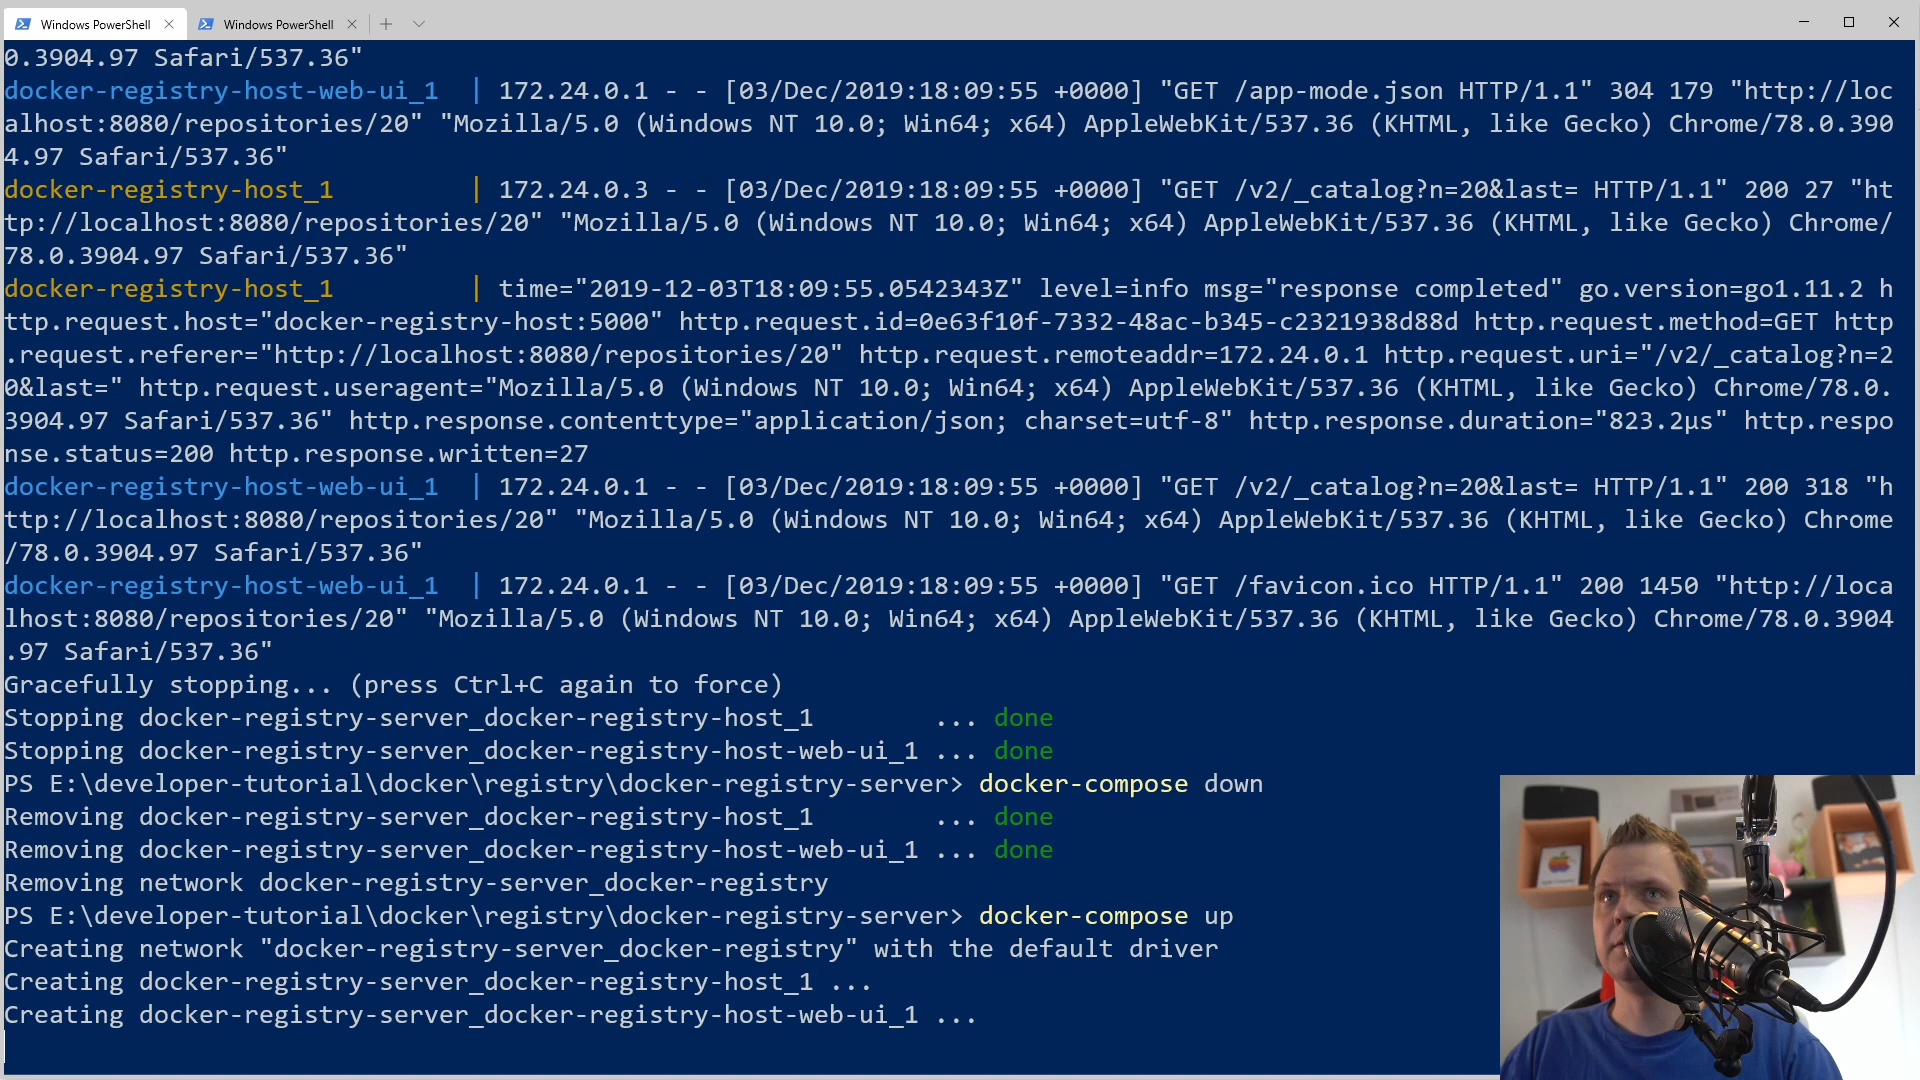 Windows PowerShell
Windows PowerShell
0.3904.97 Safari/537.36"
docker-registry-host-web-ui_1 | 172.24.0.1 - - [03/Dec/2019:18:09:55 +0000] "GET /app-mode.json HTTP/1.1" 304 179 "http://loc
alhost:8080/repositories/20" "Mozilla/5.0 (Windows NT 10.0; Win64; x64) AppleWebKit/537.36 (KHTML, like Gecko) Chrome/78.0.390
4.97 Safari/537.36"
docker-registry-host_1 | 172.24.0.3 - - [03/Dec/2019:18:09:55 +0000] "GET /v2/_catalog?n=20&last= HTTP/1.1" 200 27 "ht
tp://localhost:8080/repositories/20" "Mozilla/5.0 (Windows NT 10.0; Win64; x64) AppleWebKit/537.36 (KHTML, like Gecko) Chrome/
78.0.3904.97 Safari/537.36"
docker-registry-host_1 | time="2019-12-03T18:09:55.0542343Z" level=info msg="response completed" go.version=go1.11.2 h
ttp.request.host="docker-registry-host:5000" http.request.id=0e63f10f-7332-48ac-b345-c2321938d88d http.request.method=GET http
.request.referer="http://localhost:8080/repositories/20" http.request.remoteaddr=172.24.0.1 http.request.uri="/v2/_catalog?n=2
0&last=" http.request.useragent="Mozilla/5.0 (Windows NT 10.0; Win64; x64) AppleWebKit/537.36 (KHTML, like Gecko) Chrome/78.0.
3904.97 Safari/537.36" http.response.contenttype="application/json; charset=utf-8" http.response.duration="823.2µs" http.respo
nse.status=200 http.response.written=27
docker-registry-host-web-ui_1 | 172.24.0.1 - - [03/Dec/2019:18:09:55 +0000] "GET /v2/_catalog?n=20&last= HTTP/1.1" 200 318 "h
ttp://localhost:8080/repositories/20" "Mozilla/5.0 (Windows NT 10.0; Win64; x64) AppleWebKit/537.36 (KHTML, like Gecko) Chrome
/78.0.3904.97 Safari/537.36"
docker-registry-host-web-ui_1 | 172.24.0.1 - - [03/Dec/2019:18:09:55 +0000] "GET /favicon.ico HTTP/1.1" 200 1450 "http://loca
lhost:8080/repositories/20" "Mozilla/5.0 (Windows NT 10.0; Win64; x64) AppleWebKit/537.36 (KHTML, like Gecko) Chrome/78.0.3904
.97 Safari/537.36"
Gracefully stopping... (press Ctrl+C again to force)
Stopping docker-registry-server_docker-registry-host_1 ... done
Stopping docker-registry-server_docker-registry-host-web-ui_1 ... done
PS E:\developer-tutorial\docker\registry\docker-registry-server> docker-compose down
Removing docker-registry-server_docker-registry-host_1 ... done
Removing docker-registry-server_docker-registry-host-web-ui_1 ... done
Removing network docker-registry-server_docker-registry
PS E:\developer-tutorial\docker\registry\docker-registry-server> docker-compose up
Creating network "docker-registry-server_docker-registry" with the default driver
Creating docker-registry-server_docker-registry-host_1 ...
Creating docker-registry-server_docker-registry-host-web-ui_1 ...